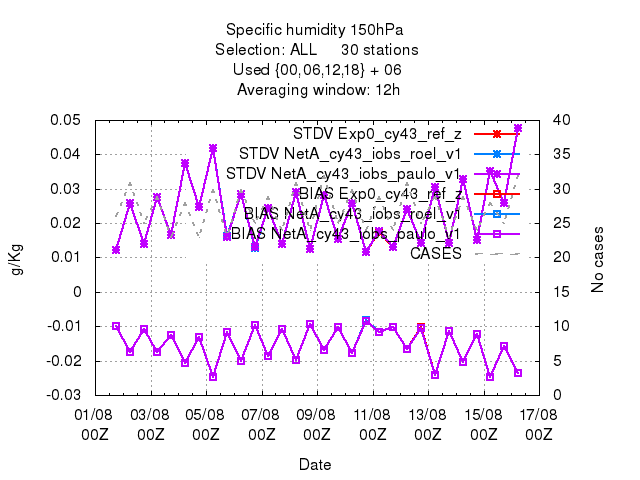 Specific humidity 150hPa
Selection: ALL 30 stations
Used {00,06,12,18} + 06
Averaging window: 12h
0.05
0.04
0.03
0.02
0.01
0
-0.01
-0.02
-0.03
g/Kg
40
35
30
25
20
15
10
5
0
No cases
STDV Exp0_cy43_ref_z
STDV NetA_cy43_iobs_roel_v1
STDV NetA_cy43_iobs_paulo_v1
BIAS Exp0_cy43_ref_z
BIAS NetA_cy43_iobs_roel_v1
BIAS NetA_cy43_iobs_paulo_v1
CASES
01/08 03/08 05/08 07/08 09/08 11/08 13/08 15/08 17/08
00Z 00Z 00Z 00Z 00Z 00Z 00Z 00Z 00Z
Date